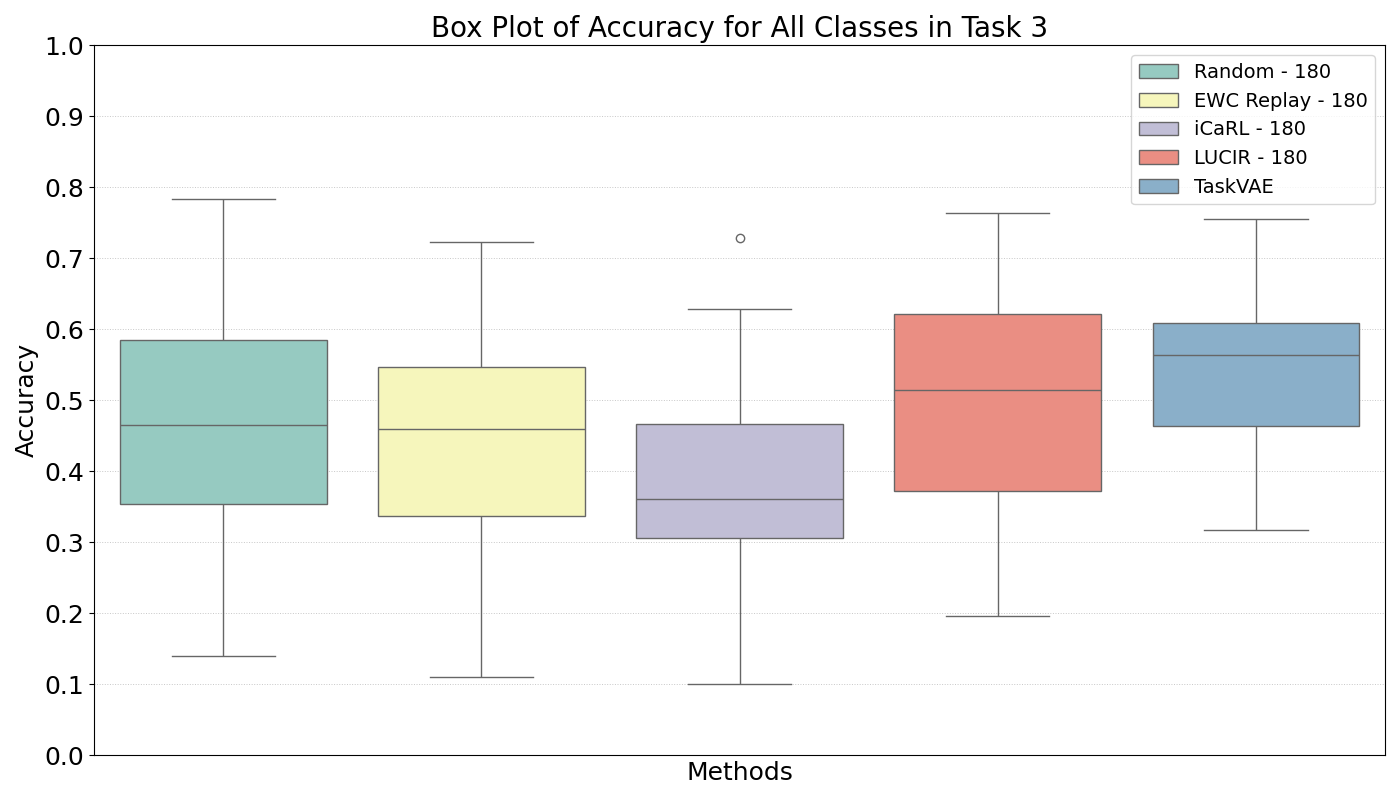 Box Plot of Accuracy for All Classes in Task 3
1.0
0.9
0.8
0.7
0.6
0.5
0.4
0.3
0.2
0.1
0.0
Accuracy
Methods
Random - 180
EWC Replay - 180
iCaRL - 180
LUCIR - 180
TaskVAE